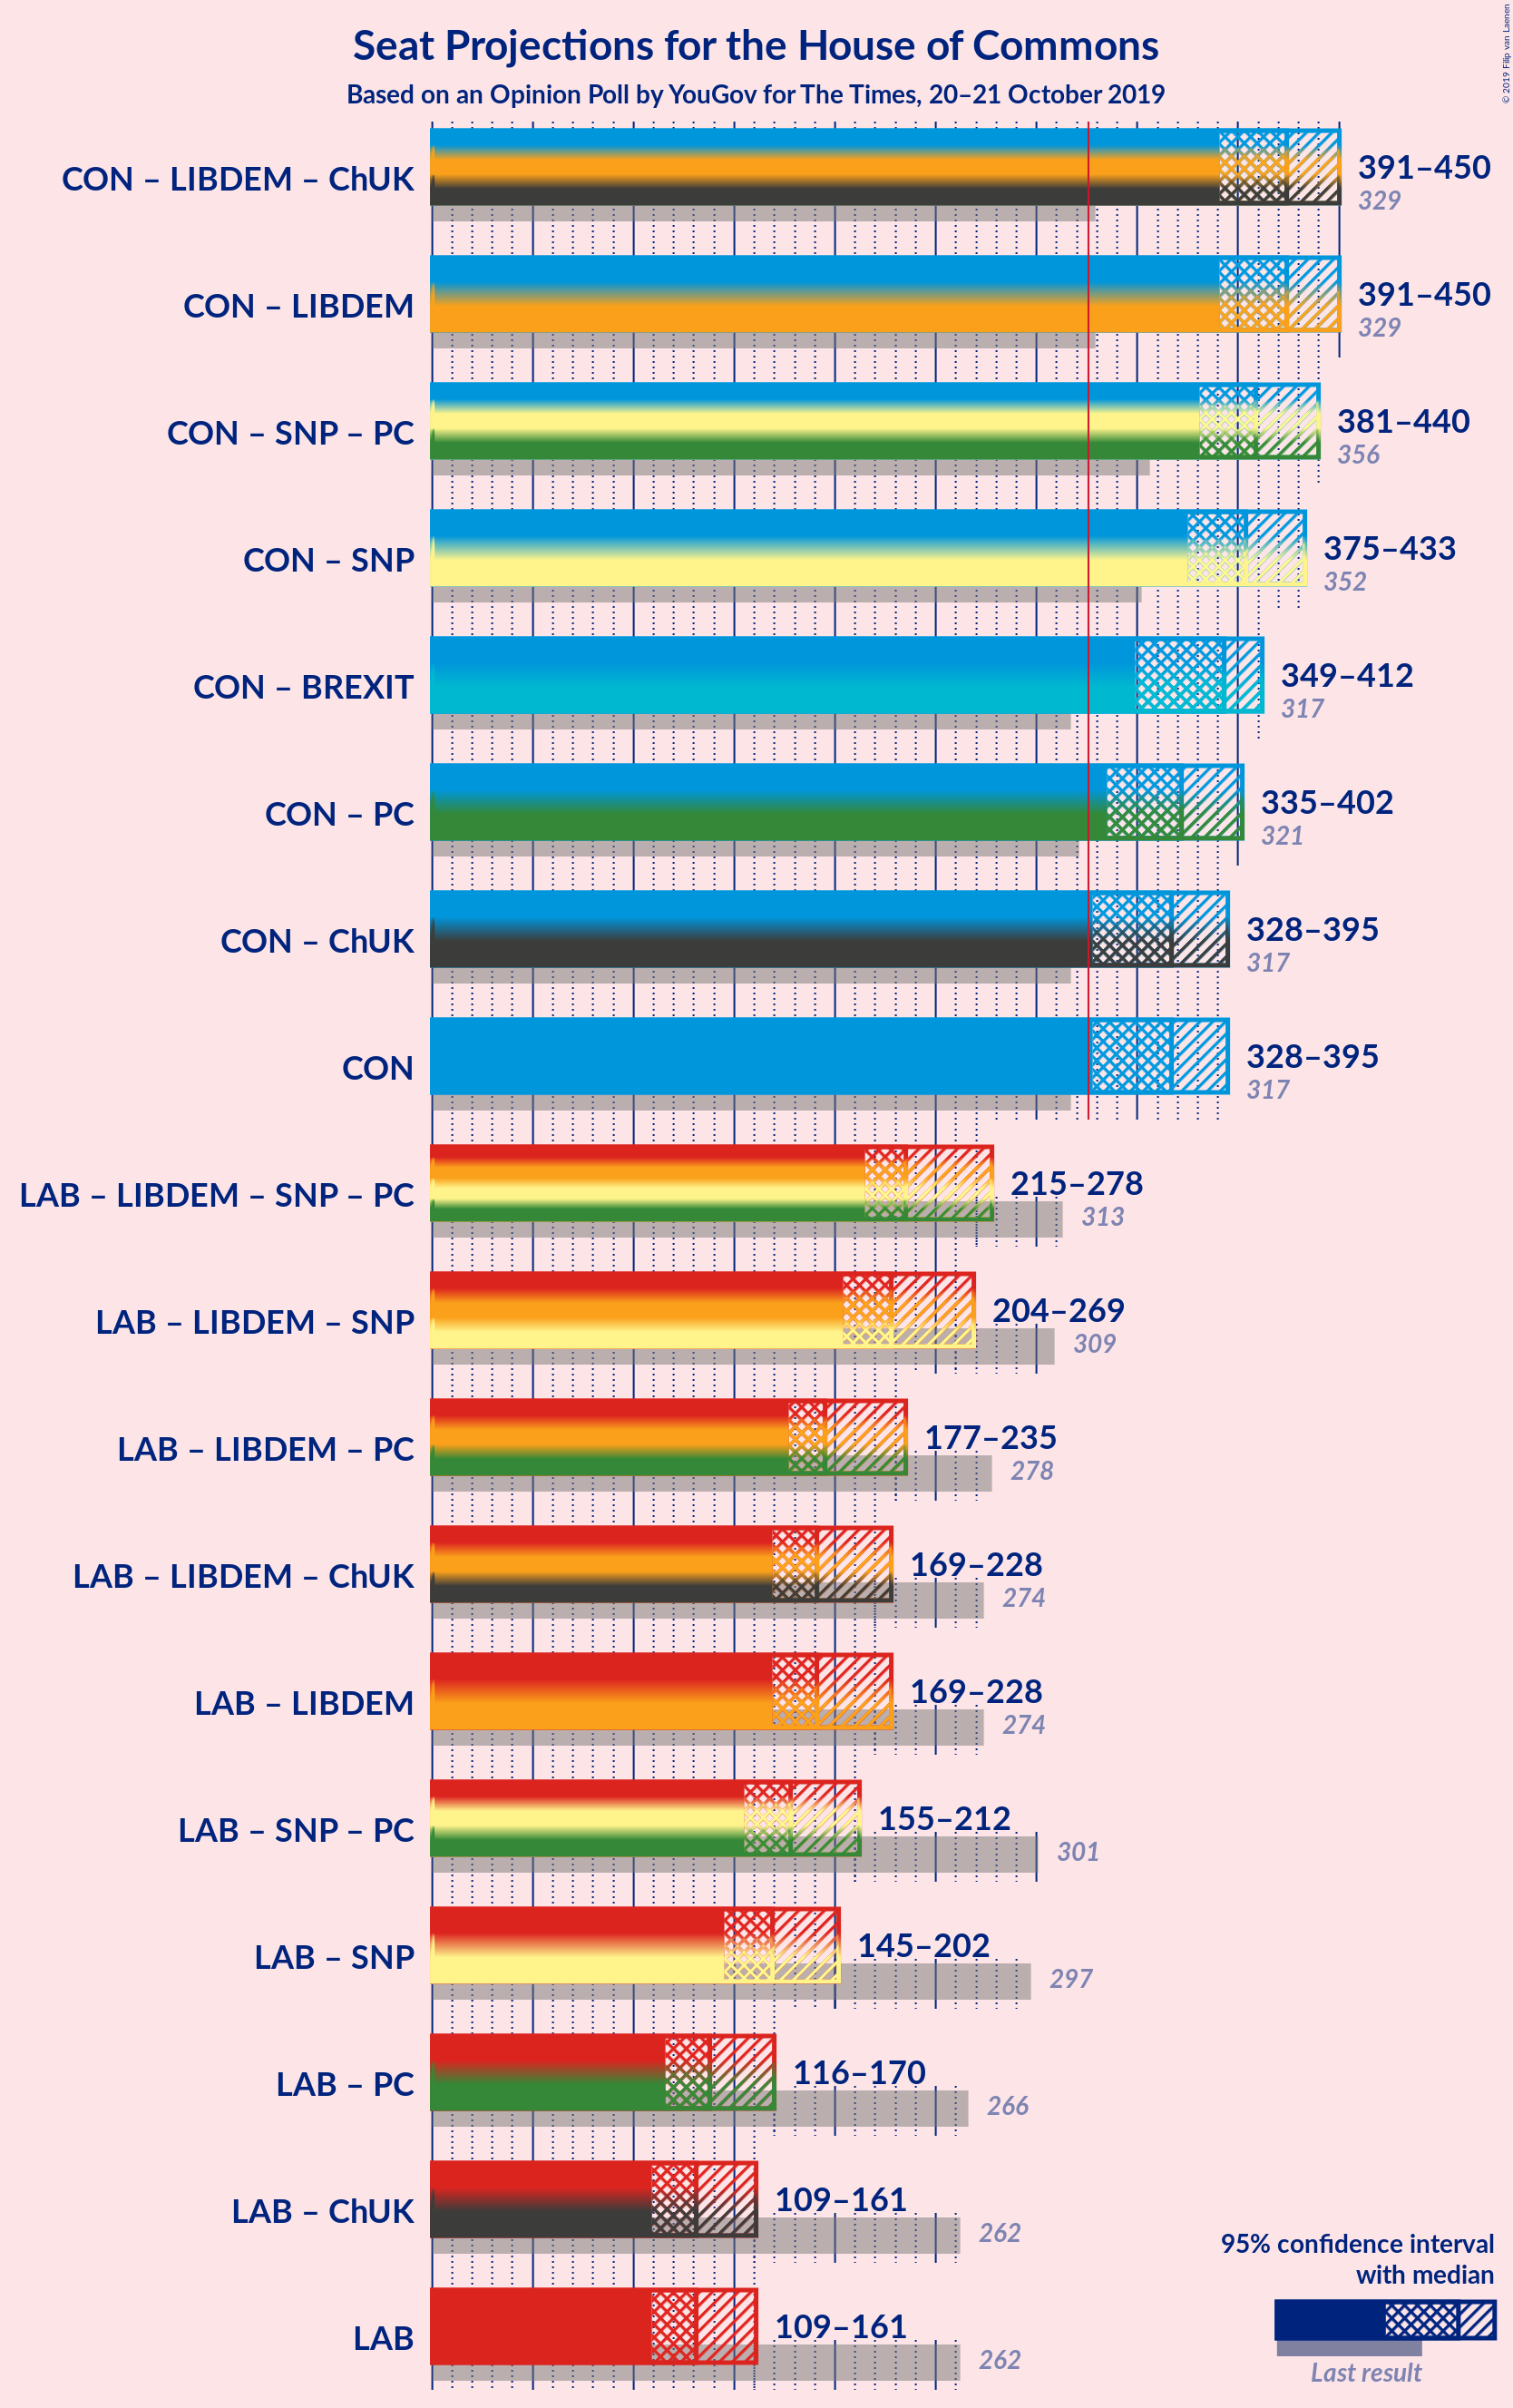 Seat Projections for the House of Commons
Based on an Opinion Poll by YouGov for The Times, 20–21 October 2019
© 2019 Filip van Laenen
CON – LIBDEM – ChUK
391–450
329
CON – LIBDEM
391–450
329
CON – SNP – PC
381–440
356
CON – SNP
375–433
352
CON – BREXIT
349–412
317
CON – PC
335–402
321
CON – ChUK
328–395
317
CON
328–395
317
LAB – LIBDEM – SNP – PC
215–278
313
LAB – LIBDEM – SNP
204–269
309
LAB – LIBDEM – PC
177–235
278
LAB – LIBDEM – ChUK
169–228
274
LAB – LIBDEM
169–228
274
LAB – SNP – PC
155–212
301
LAB – SNP
145–202
297
LAB – PC
116–170
266
LAB – ChUK
109–161
262
LAB
109–161
262
95% confidence interval
with median
Last result